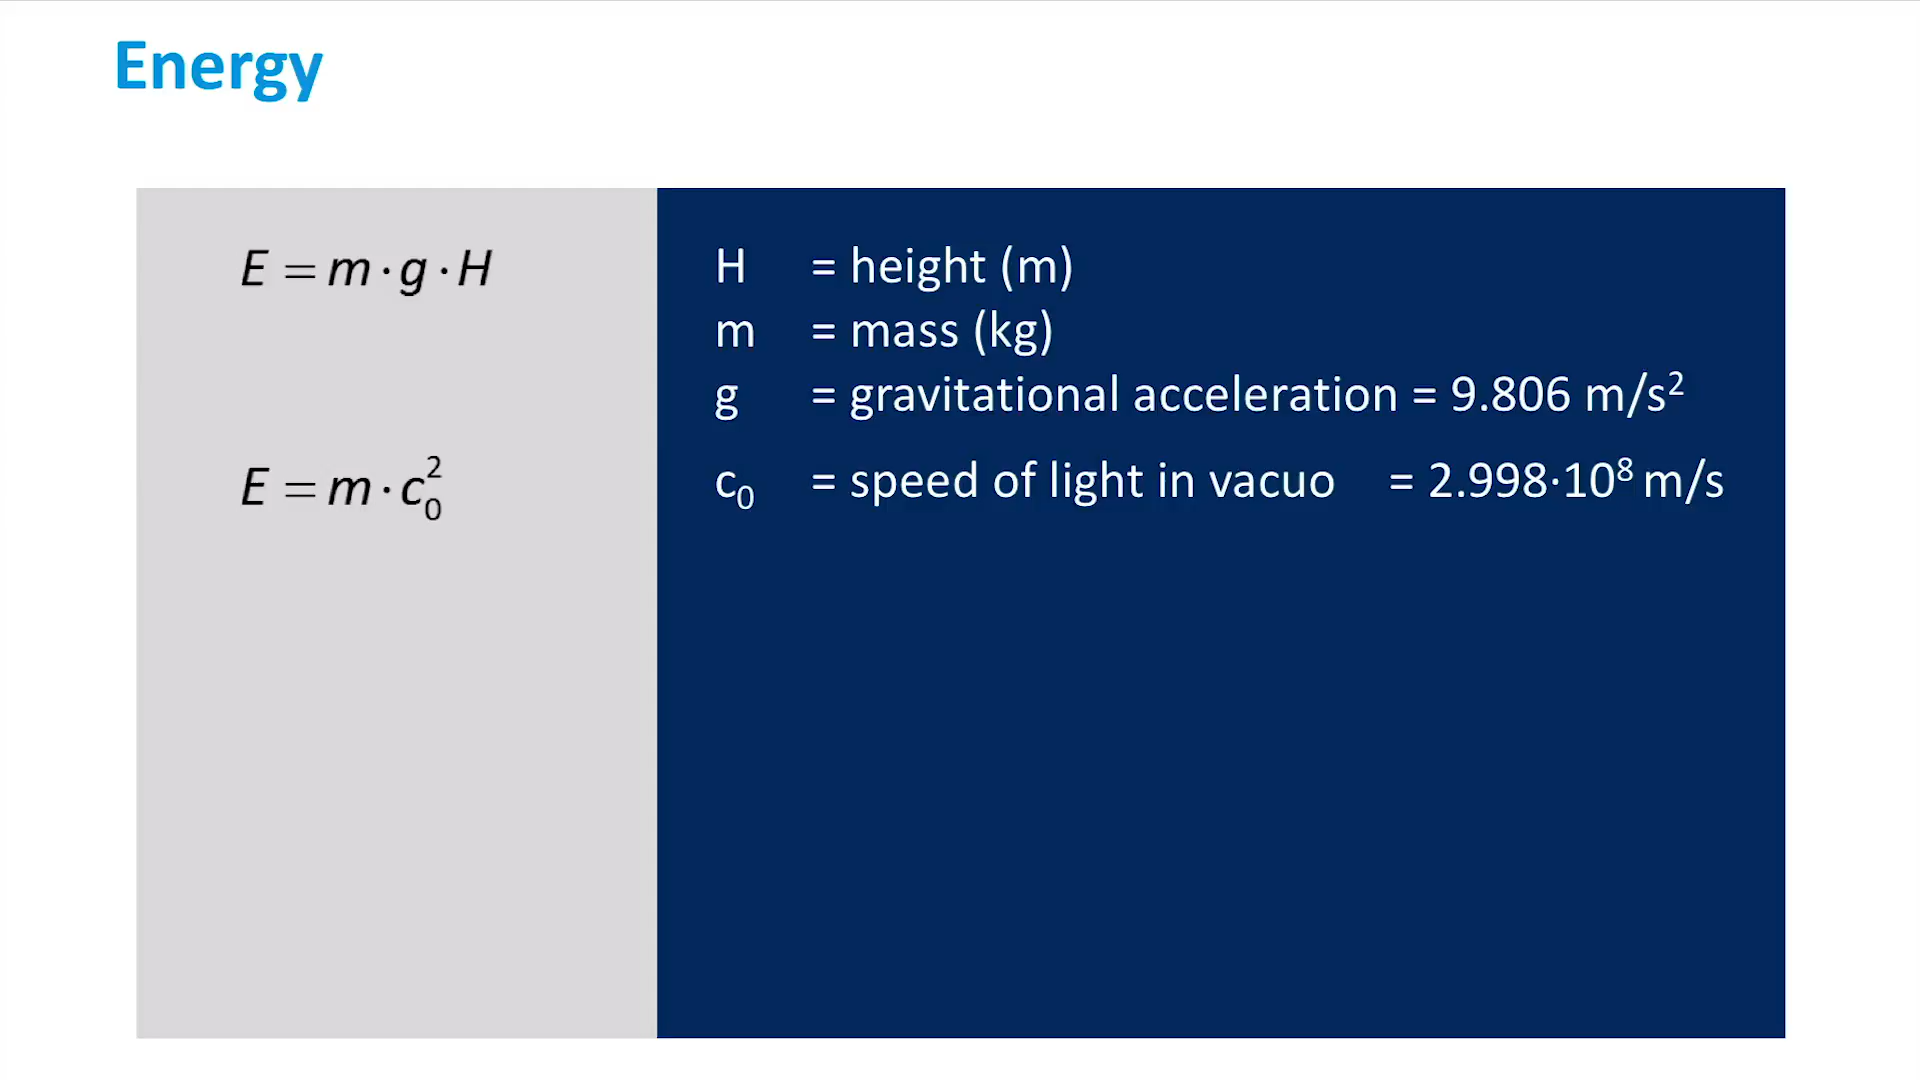 Energy
E = m · g · H
H = height (m)
m = mass (kg)
g = gravitational acceleration = 9.806 m/s²
E = m · c₀²
c₀ = speed of light in vacuo = 2.998·10⁸ m/s